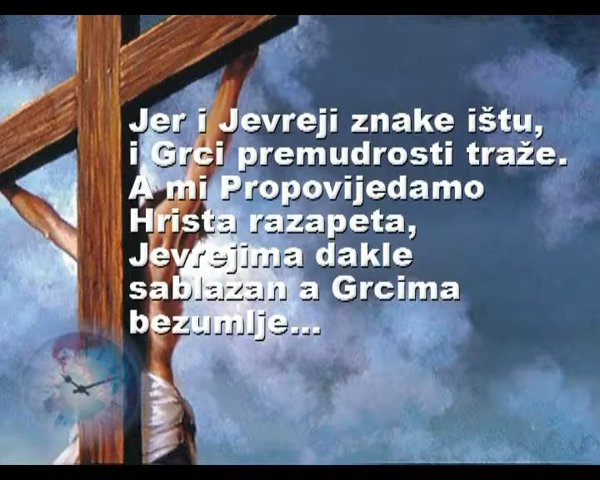 Jer i Jevreji znake ištu,
i Grci premudrosti traže.
A mi Propovijedamo
Hrista razapeta,
Jevrejima dakle
sablazan a Grcima
bezumlje...